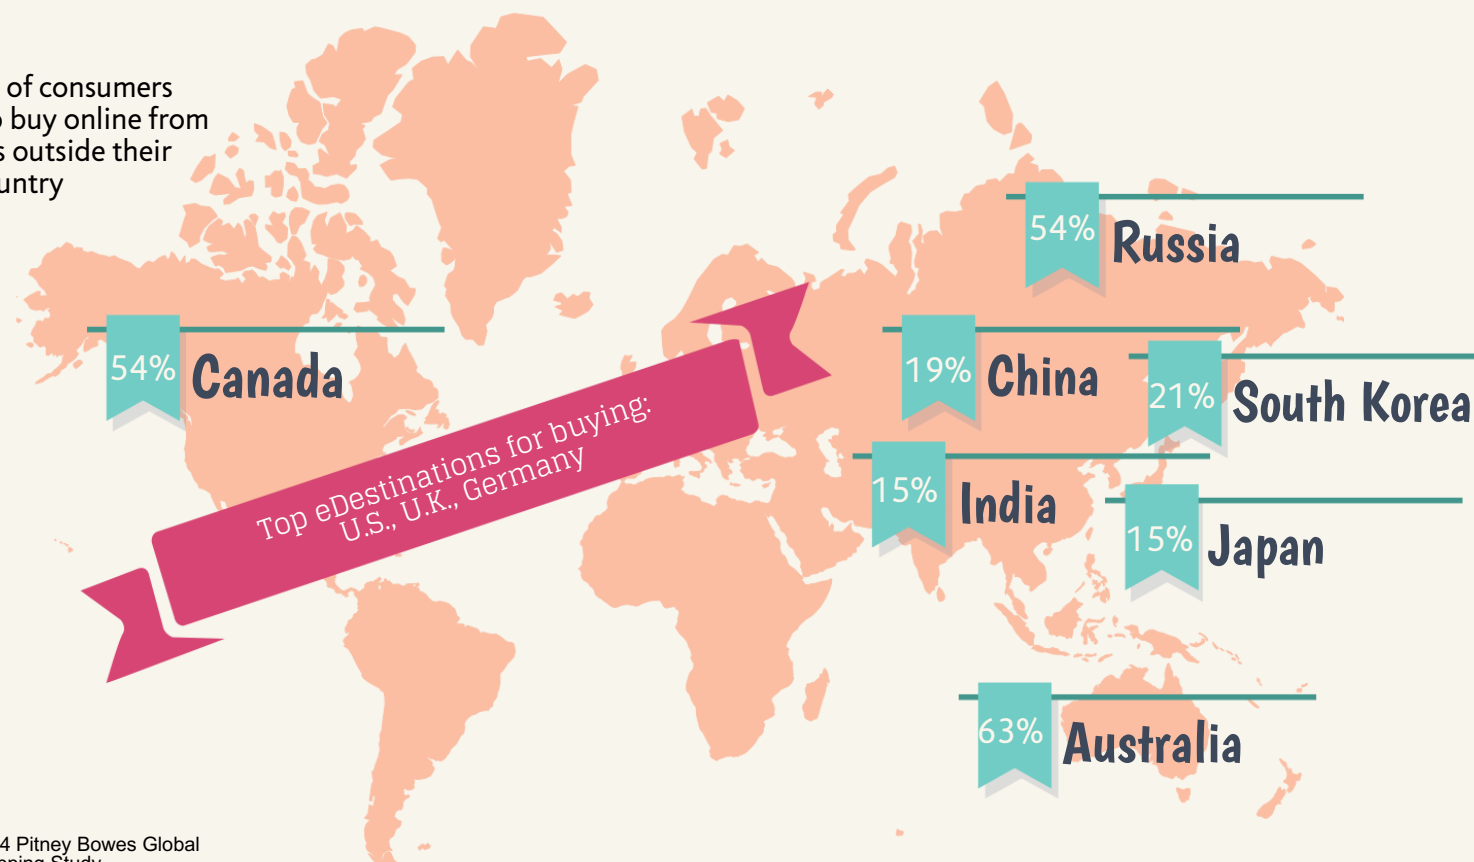 of consumers
buy online from
outside their
54%
Russia
54%
Canada
19%
China
21%
South Korea
Top eDestinations for buying:
U.S., U.K., Germany
15%
India
15%
Japan
63%
Australia
4 Pitney Bowes Global
Study